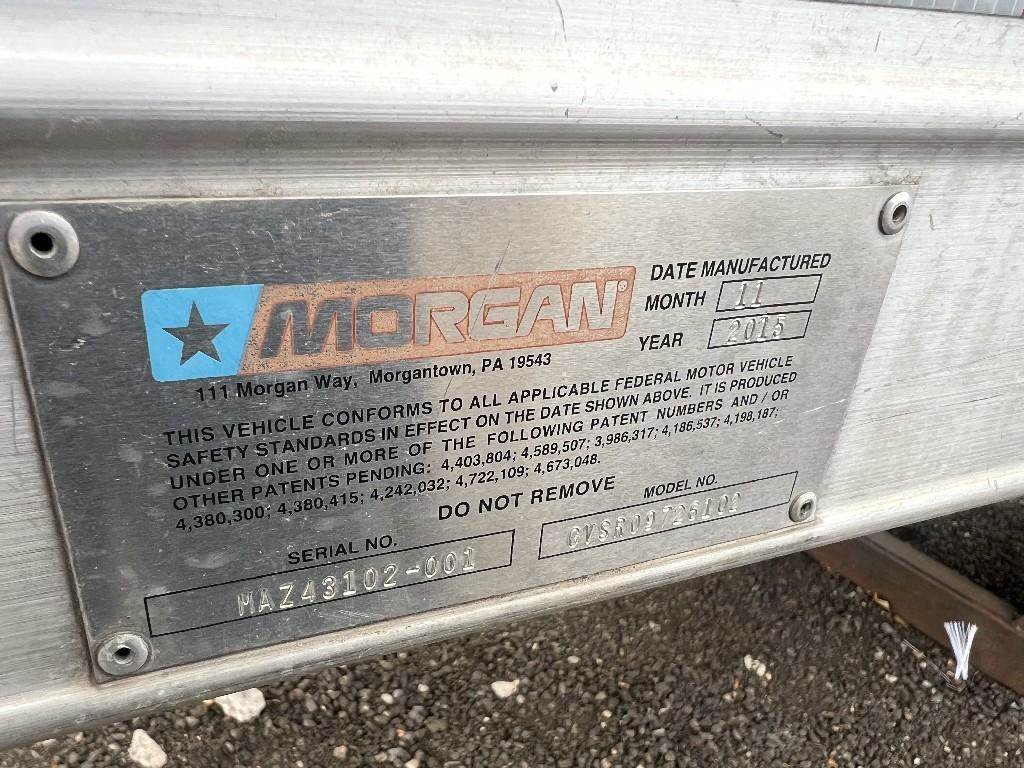 MORGAN®
111 Morgan Way, Morgantown, PA 19543
DATE MANUFACTURED
MONTH 11
YEAR 2015
THIS VEHICLE CONFORMS TO ALL APPLICABLE FEDERAL MOTOR VEHICLE
SAFETY STANDARDS IN EFFECT ON THE DATE SHOWN ABOVE. IT IS PRODUCED
UNDER ONE OR MORE OF THE FOLLOWING PATENT NUMBERS AND / OR
OTHER PATENTS PENDING: 4,403,804; 4,589,507; 3,986,317; 4,186,537; 4,198,187;
4,380,300; 4,380,415; 4,242,032; 4,722,109; 4,673,048.
DO NOT REMOVE
SERIAL NO.
MAZ43102-001
MODEL NO.